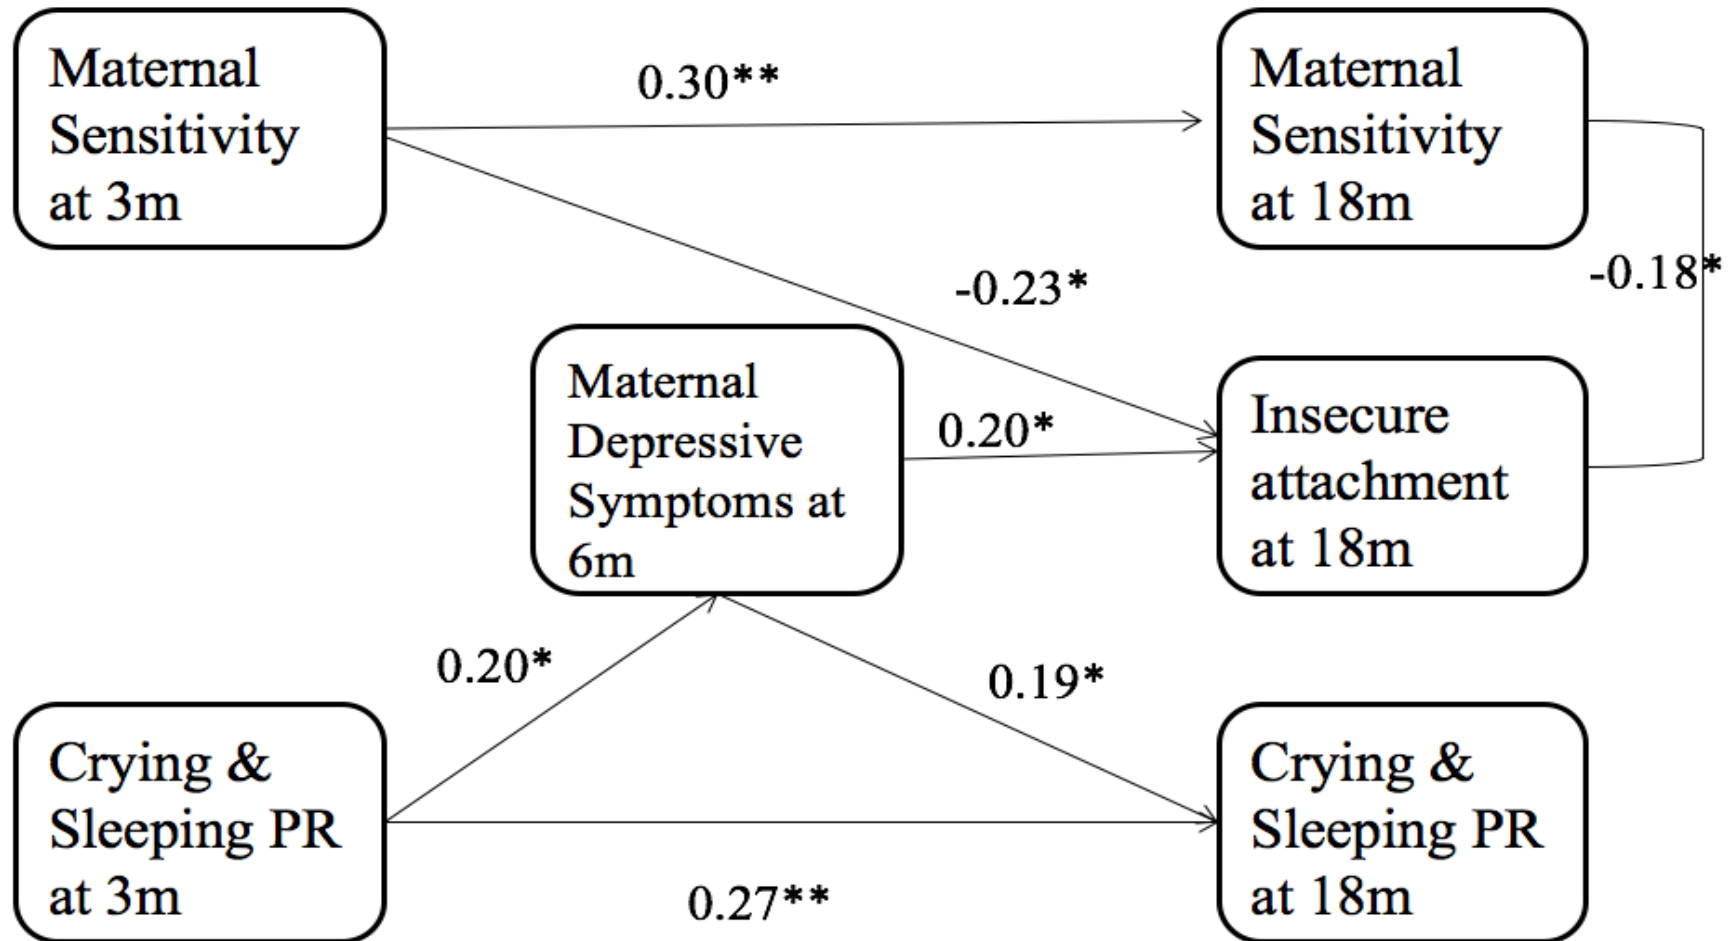 Maternal
Sensitivity
at 3m
0.30**
Maternal
Sensitivity
at 18m
-0.23*
-0.18*
Maternal
Depressive
Symptoms at
6m
0.20*
Insecure
attachment
at 18m
0.20*
0.19*
Crying &
Sleeping PR
at 3m
0.27**
Crying &
Sleeping PR
at 18m